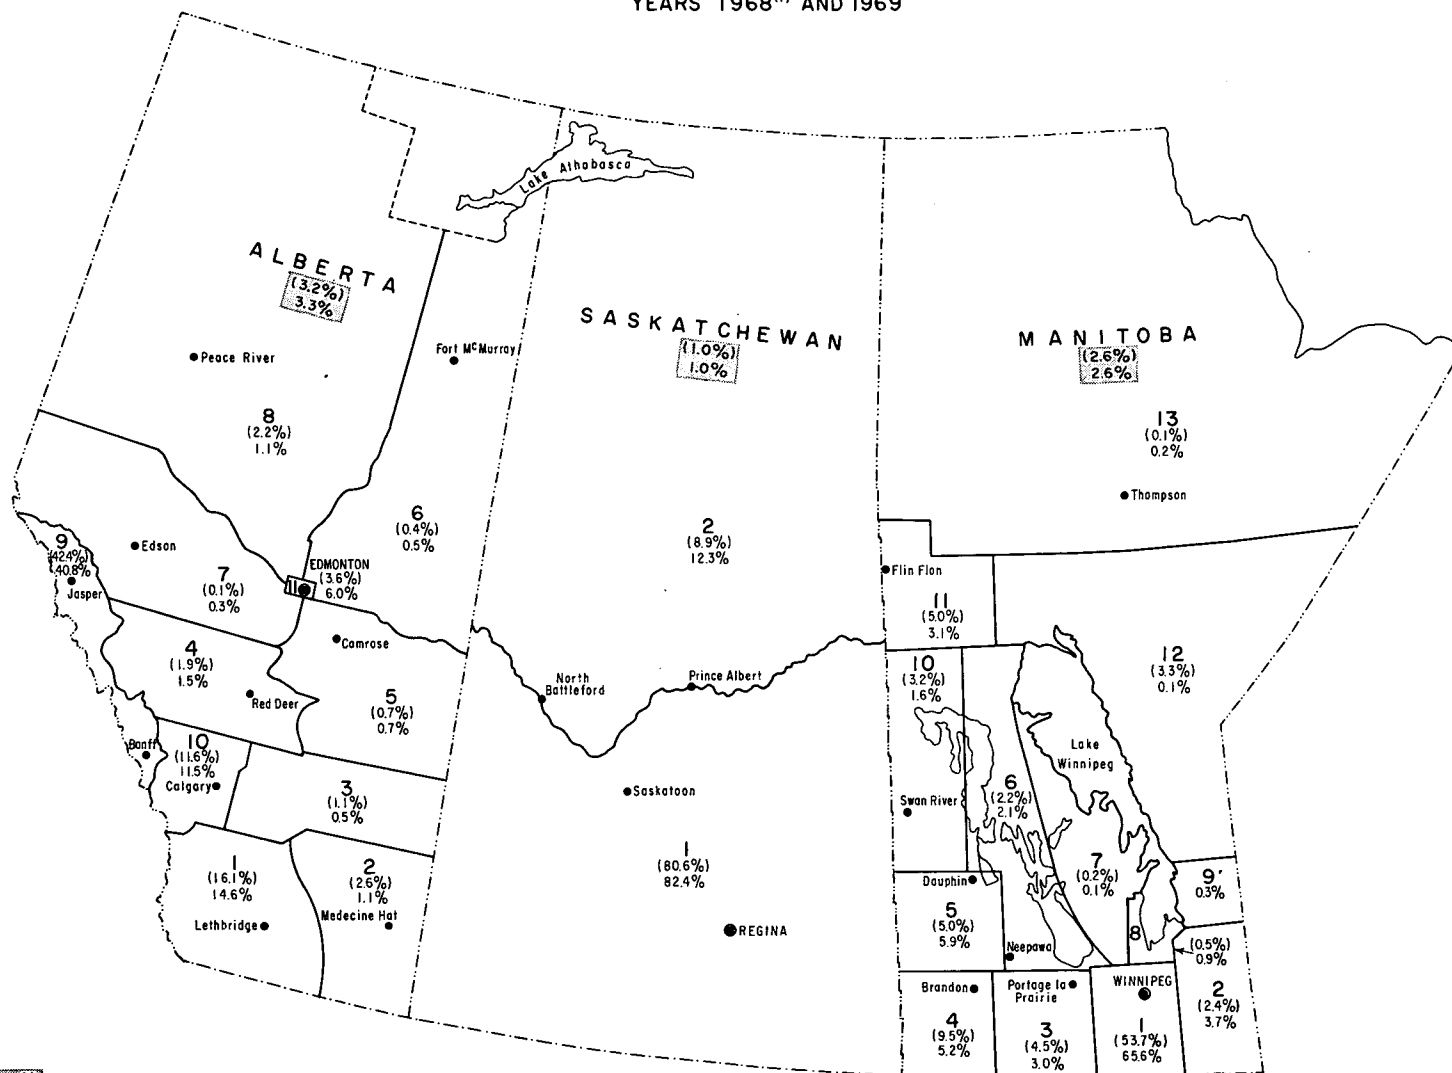 YEARS 1968⁽¹⁾ AND 1969
Lake Athabasca
ALBERTA
(3.2%)
3.3%
SASKATCHEWAN
(1.0%)
1.0%
MANITOBA
(2.6%)
2.6%
Peace River
Fort McMurray
8
(2.2%)
1.1%
13
(0.1%)
0.2%
Thompson
6
(0.4%)
0.5%
2
(8.9%)
12.3%
9
(42.4%)
40.8%
Jasper
Edson
7
(0.1%)
0.3%
11
EDMONTON
(3.6%)
6.0%
Flin Flon
11
(5.0%)
3.1%
Camrose
4
(1.9%)
1.5%
Red Deer
5
(0.7%)
0.7%
North
Battleford
Prince Albert
10
(3.2%)
1.6%
12
(3.3%)
0.1%
Banff
10
(11.6%)
11.5%
Calgary
3
(1.1%)
0.5%
Saskatoon
Lake
Winnipeg
Swan River
6
(2.2%)
2.1%
1
(16.1%)
14.6%
Lethbridge
2
(2.6%)
1.1%
Medecine Hat
1
(80.6%)
82.4%
REGINA
7
(0.2%)
0.1%
9
0.3%
Dauphin
5
(5.0%)
5.9%
Neepawa
8
(0.5%)
0.9%
Brandon
4
(9.5%)
5.2%
Portage la
Prairie
3
(4.5%)
3.0%
WINNIPEG
1
(53.7%)
65.6%
2
(2.4%)
3.7%